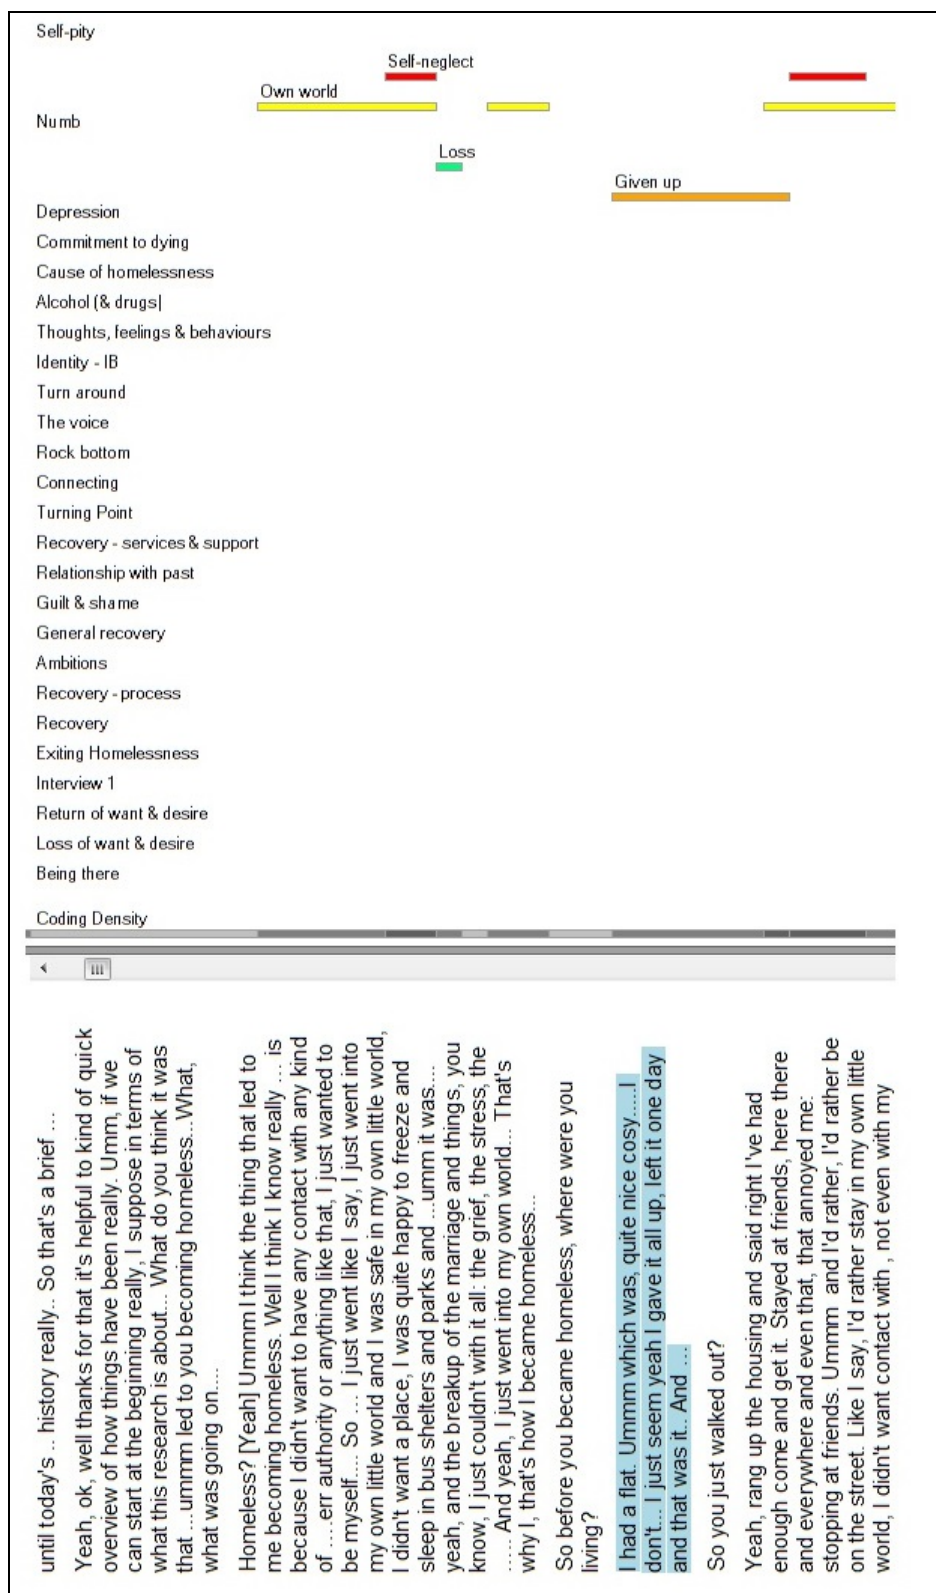 Self-pity
Self-neglect
Own world
Numb
Loss
Given up
Depression
Commitment to dying
Cause of homelessness
Alcohol (& drugs|
Thoughts, feelings & behaviours
Identity - IB
Turn around
The voice
Rock bottom
Connecting
Turning Point
Recovery - services & support
Relationship with past
Guilt & shame
General recovery
Ambitions
Recovery - process
Recovery
Exiting Homelessness
Interview 1
Return of want & desire
Loss of want & desire
Being there
Coding Density
until today's .. history really.. So that's a brief ...
Yeah, ok, well thanks for that it's helpful to kind of quick
overview of how things have been really. Umm, if we
can start at the beginning really, I suppose in terms of
what this research is about... What do you think it was
that ...umm led to you becoming homeless...What,
what was going on....
Homeless? [Yeah] Ummm I think the thing that led to
me becoming homeless. Well I think I know really ... is
because I didn't want to have any contact with any kind
of ...err authority or anything like that, I just wanted to
be myself... So ... I just went like I say, I just went into
my own little world and I was safe in my own little world,
I didn't want a place, I was quite happy to freeze and
sleep in bus shelters and parks and ...umm it was...
yeah, and the breakup of the marriage and things, you
know, I just couldn't with it all: the grief, the stress, the
..... And yeah, I just went into my own world... That's
why I, that's how I became homeless...
So before you became homeless, where were you
living?
I had a flat. Ummm which was, quite nice cosy.....I
don't... I just seem yeah I gave it all up, left it one day
and that was it.. And ...
So you just walked out?
Yeah, rang up the housing and said right I've had
enough come and get it. Stayed at friends, here there
and everywhere and even that, that annoyed me:
stopping at friends. Ummm  and I'd rather, I'd rather be
on the street. Like I say, I'd rather stay in my own little
world, I didn't want contact with , not even with my